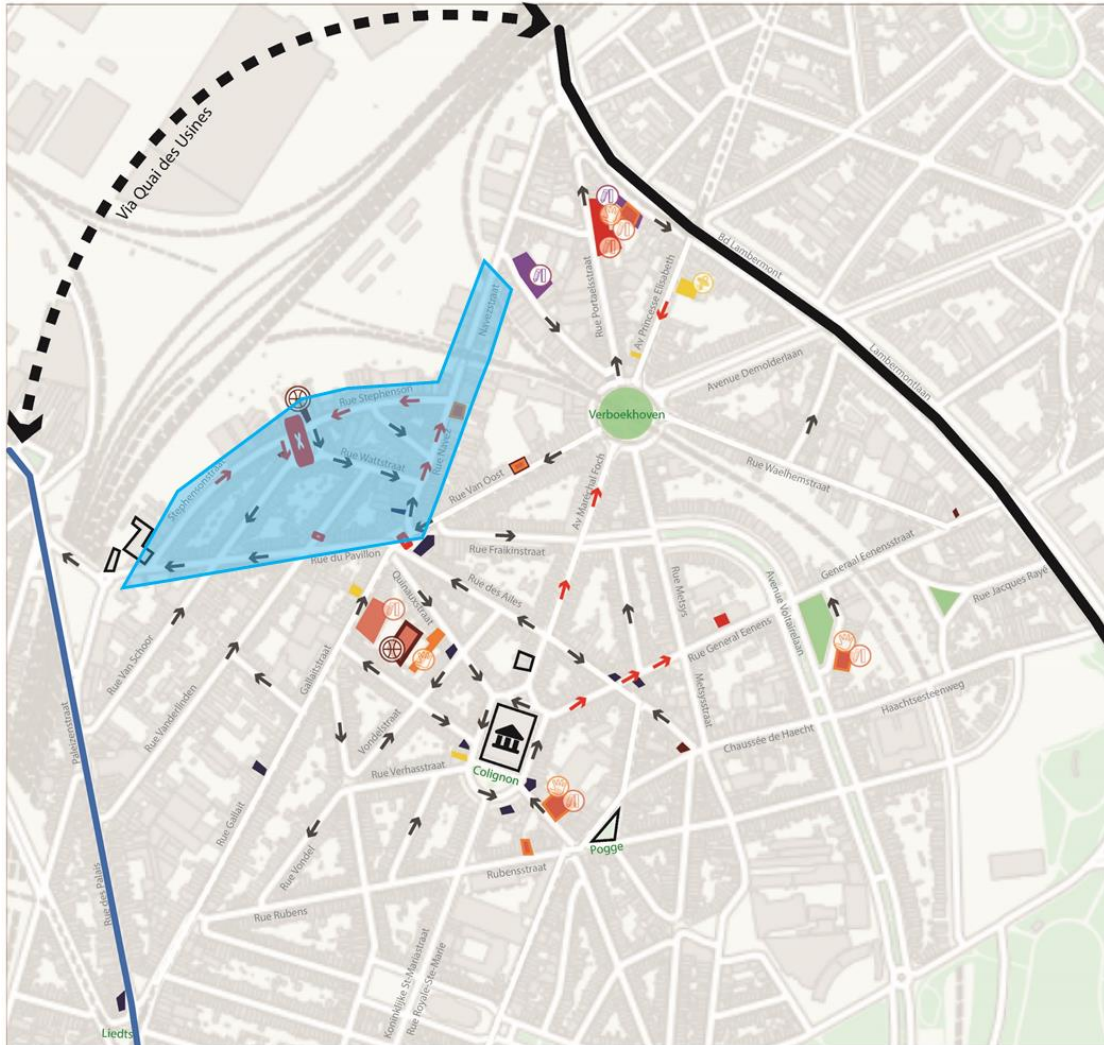 Via Quai des Usines
Bd Lambermont
Rue Portaelsstraat
Av Princesse Elisabeth
Navezstraat
Lambermontlaan
Avenue Demolderlaan
Rue Stephenson
Verboekhoven
Rue Wattstraat
Rue Navez
Stephensonstraat
Rue Van Oost
Av Maréchal Foch
Rue Waelhemstraat
Rue du Pavillon
Rue Fraikinstraat
Generaal Eenensstraat
Quinauxstraat
Rue des Ailes
Rue Metsys
Avenue Voltairelaan
Rue Jacques Rayé
Rue Van Schoor
Gallaitstraat
Rue General Eenens
Paleizenstraat
Rue Vanderlinden
Vondelstraat
Metsysstraat
Haachtsesteenweg
Chaussée de Haecht
Rue Verhasstraat
Colignon
Rue Gallait
Rue Vondel
Pogge
Rubensstraat
Rue des Palais
Rue Rubens
Koninklijke St-Mariastraat
Rue Royale-Ste-Marie
Liedts